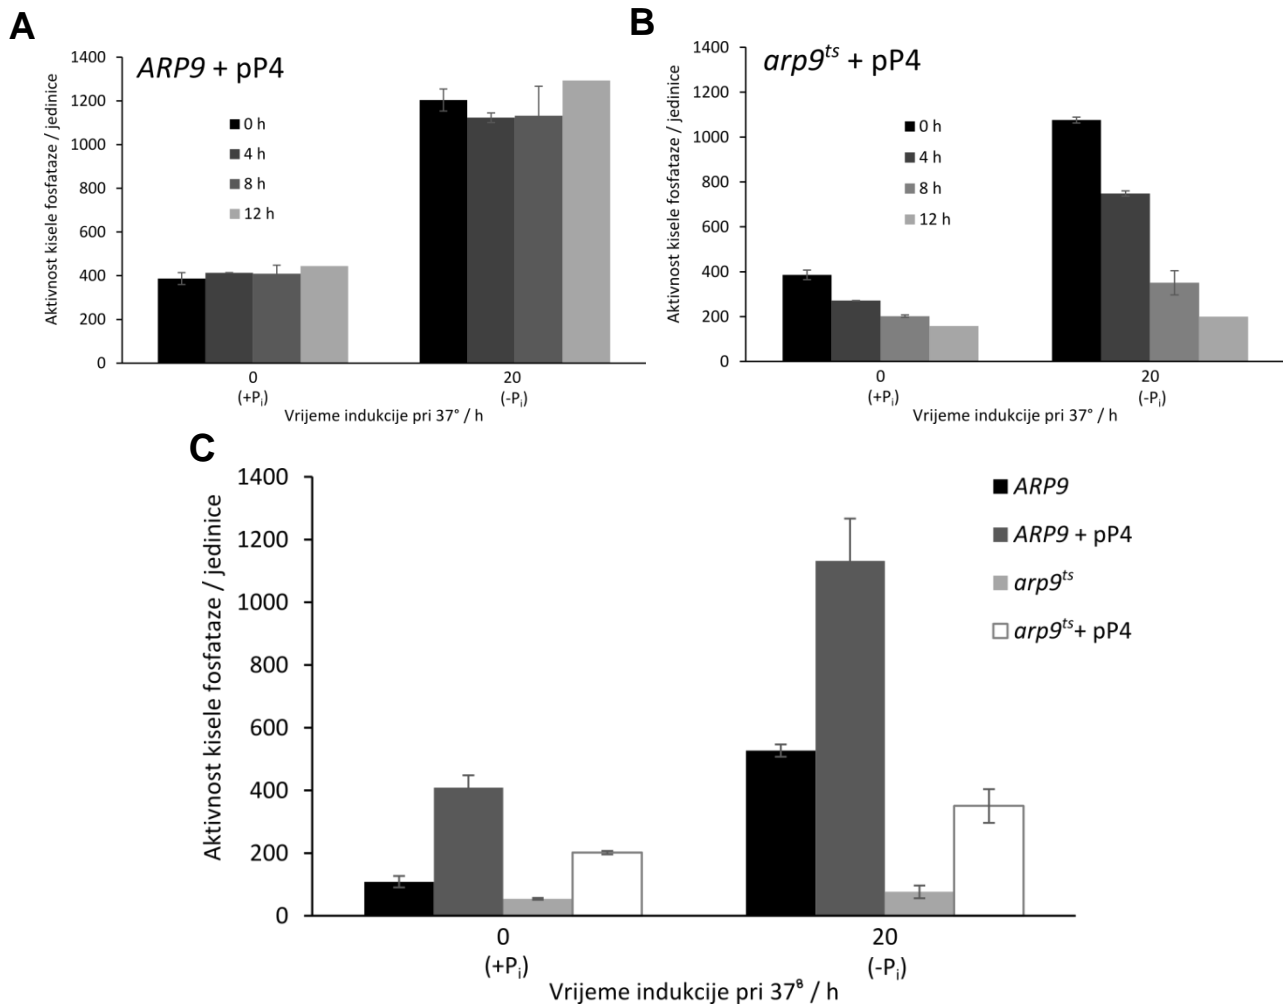 A
Aktivnost kisele fosfataze / jedinice
1400
1200
1000
800
600
400
200
0
ARP9 + pP4
0 h
4 h
8 h
12 h
0
(+Pi)
20
(-Pi)
Vrijeme indukcije pri 37° / h
B
Aktivnost kisele fosfataze / jedinice
1400
1200
1000
800
600
400
200
0
arp9ts + pP4
0 h
4 h
8 h
12 h
0
(+Pi)
20
(-Pi)
Vrijeme indukcije pri 37° / h
C
Aktivnost kisele fosfataze / jedinice
1400
1200
1000
800
600
400
200
0
ARP9
ARP9 + pP4
arp9ts
arp9ts+ pP4
0
(+Pi)
20
(-Pi)
Vrijeme indukcije pri 37° / h